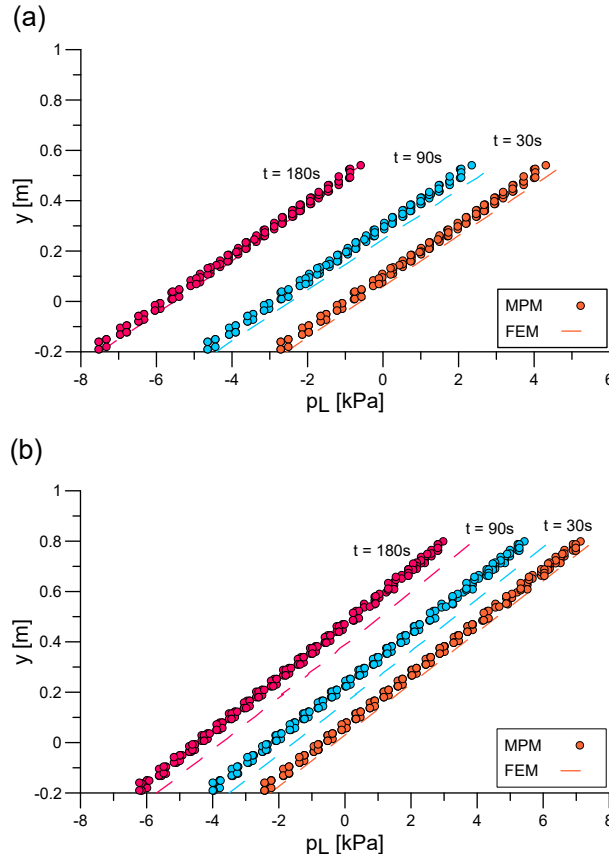 (a)
1
0.8
0.6
0.4
0.2
0
-0.2
y [m]
t = 180s
t = 90s
t = 30s
MPM
FEM
-8 -6 -4 -2 0 2 4 6
pL [kPa]
(b)
1
0.8
0.6
0.4
0.2
0
-0.2
y [m]
t = 180s
t = 90s
t = 30s
MPM
FEM
-8 -6 -4 -2 0 2 4 6 8
pL [kPa]